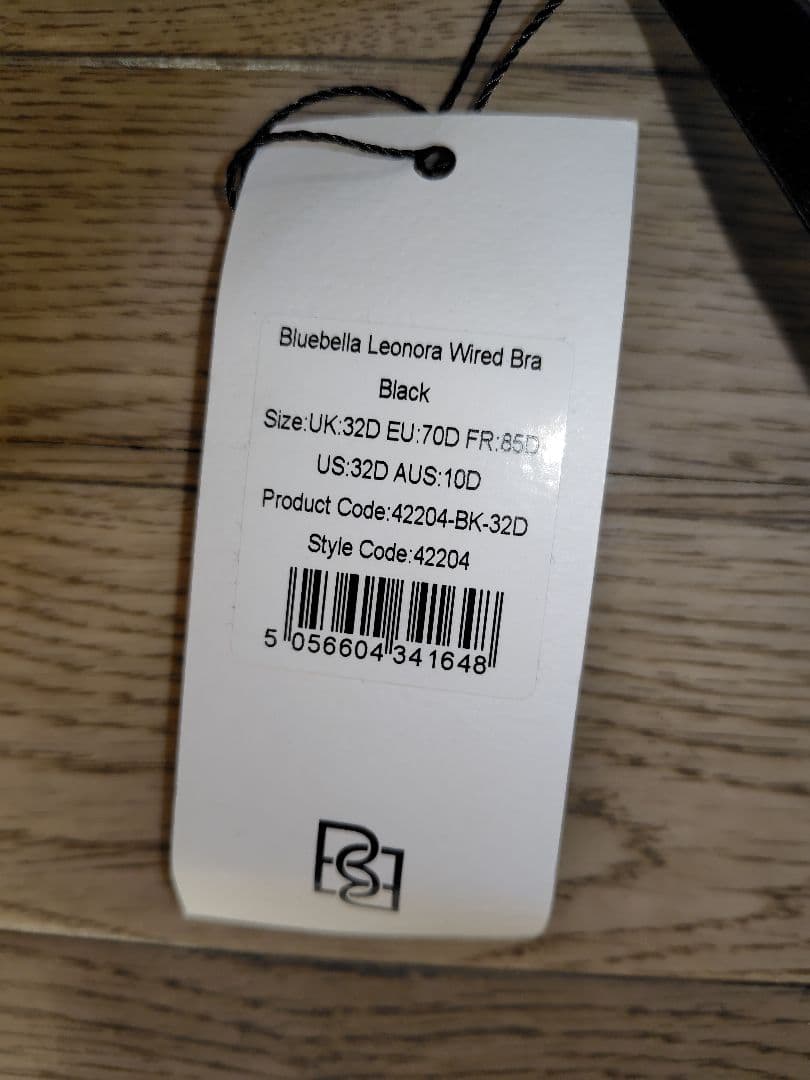 Bluebella Leonora Wired Bra
Black
Size:UK:32D EU:70D FR:85D
US:32D AUS:10D
Product Code:42204-BK-32D
Style Code:42204
5 056604 341648